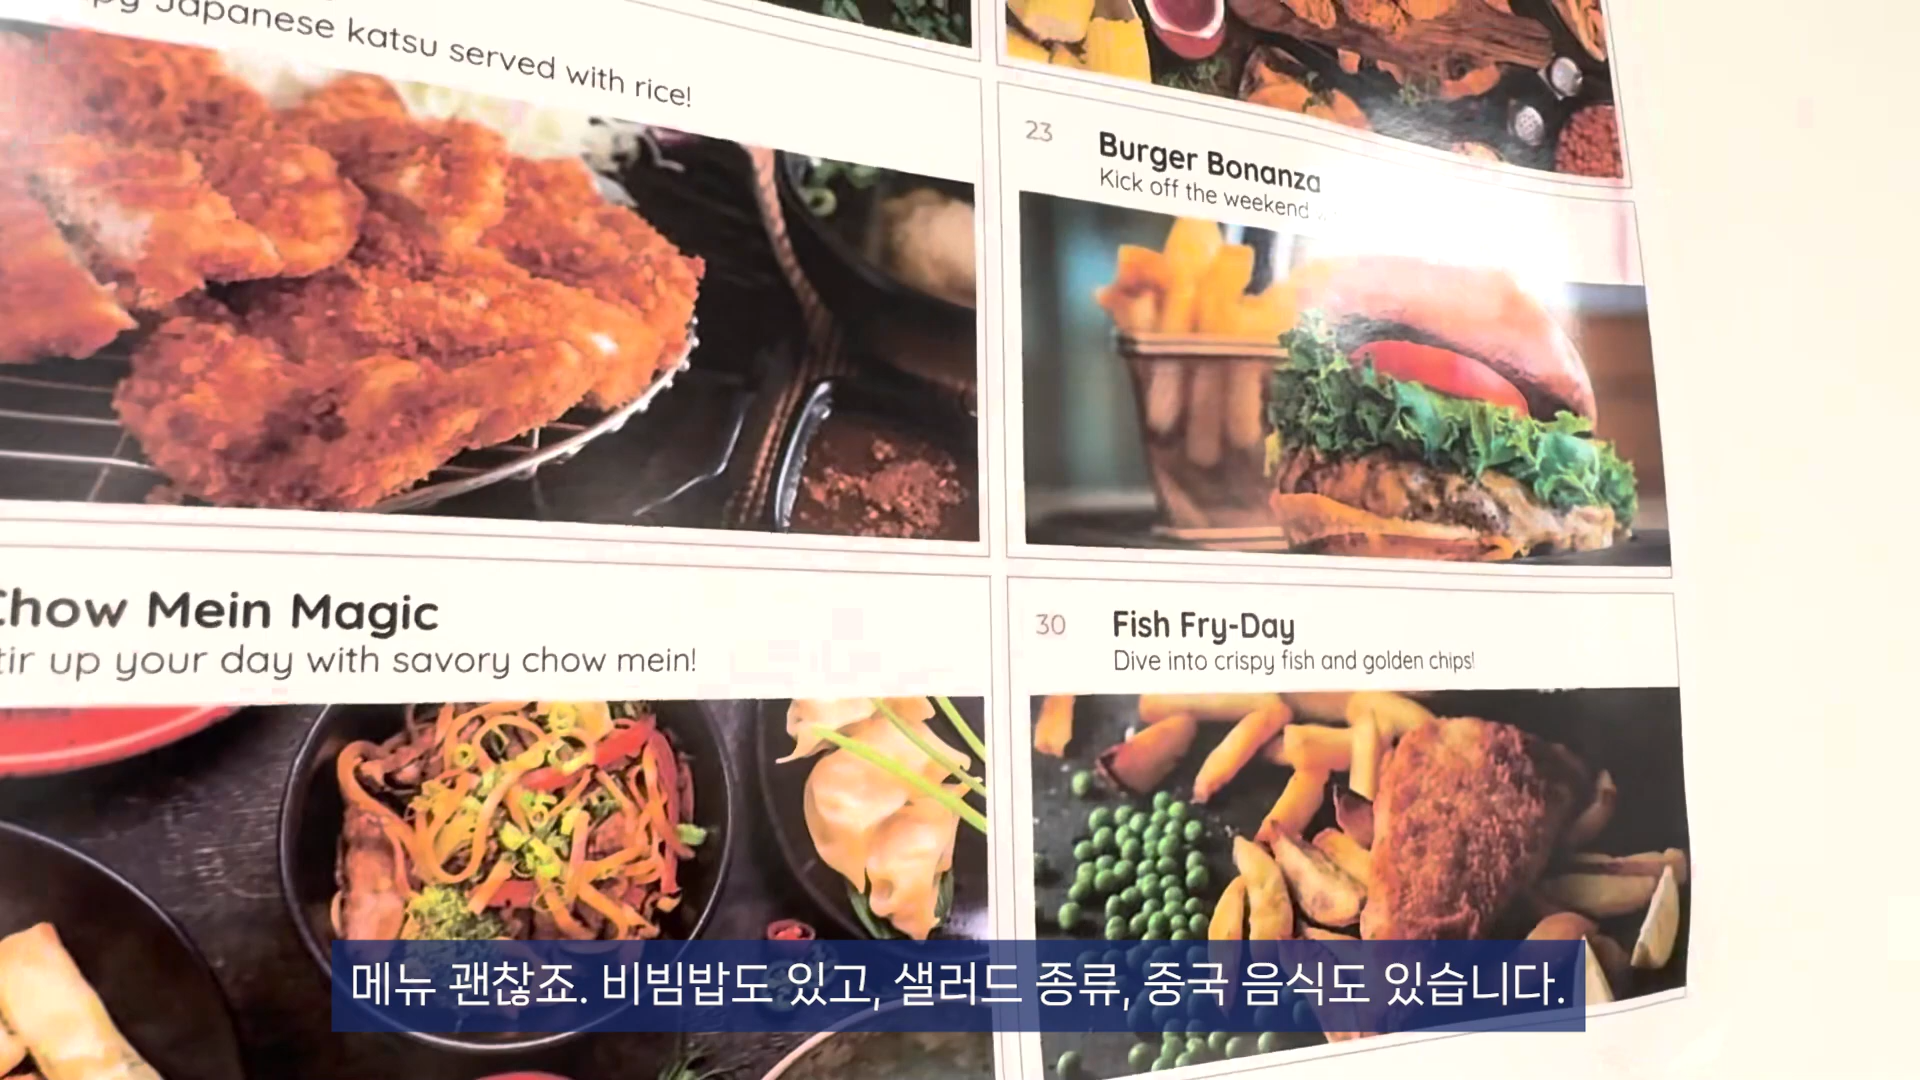 Japanese katsu served with rice!
23
Burger Bonanza
Kick off the weekend
Chow Mein Magic
up your day with savory chow mein!
30
Fish Fry-Day
Dive into crispy fish and golden chips!
메뉴 괜찮죠. 비빔밥도 있고, 샐러드 종류, 중국 음식도 있습니다.